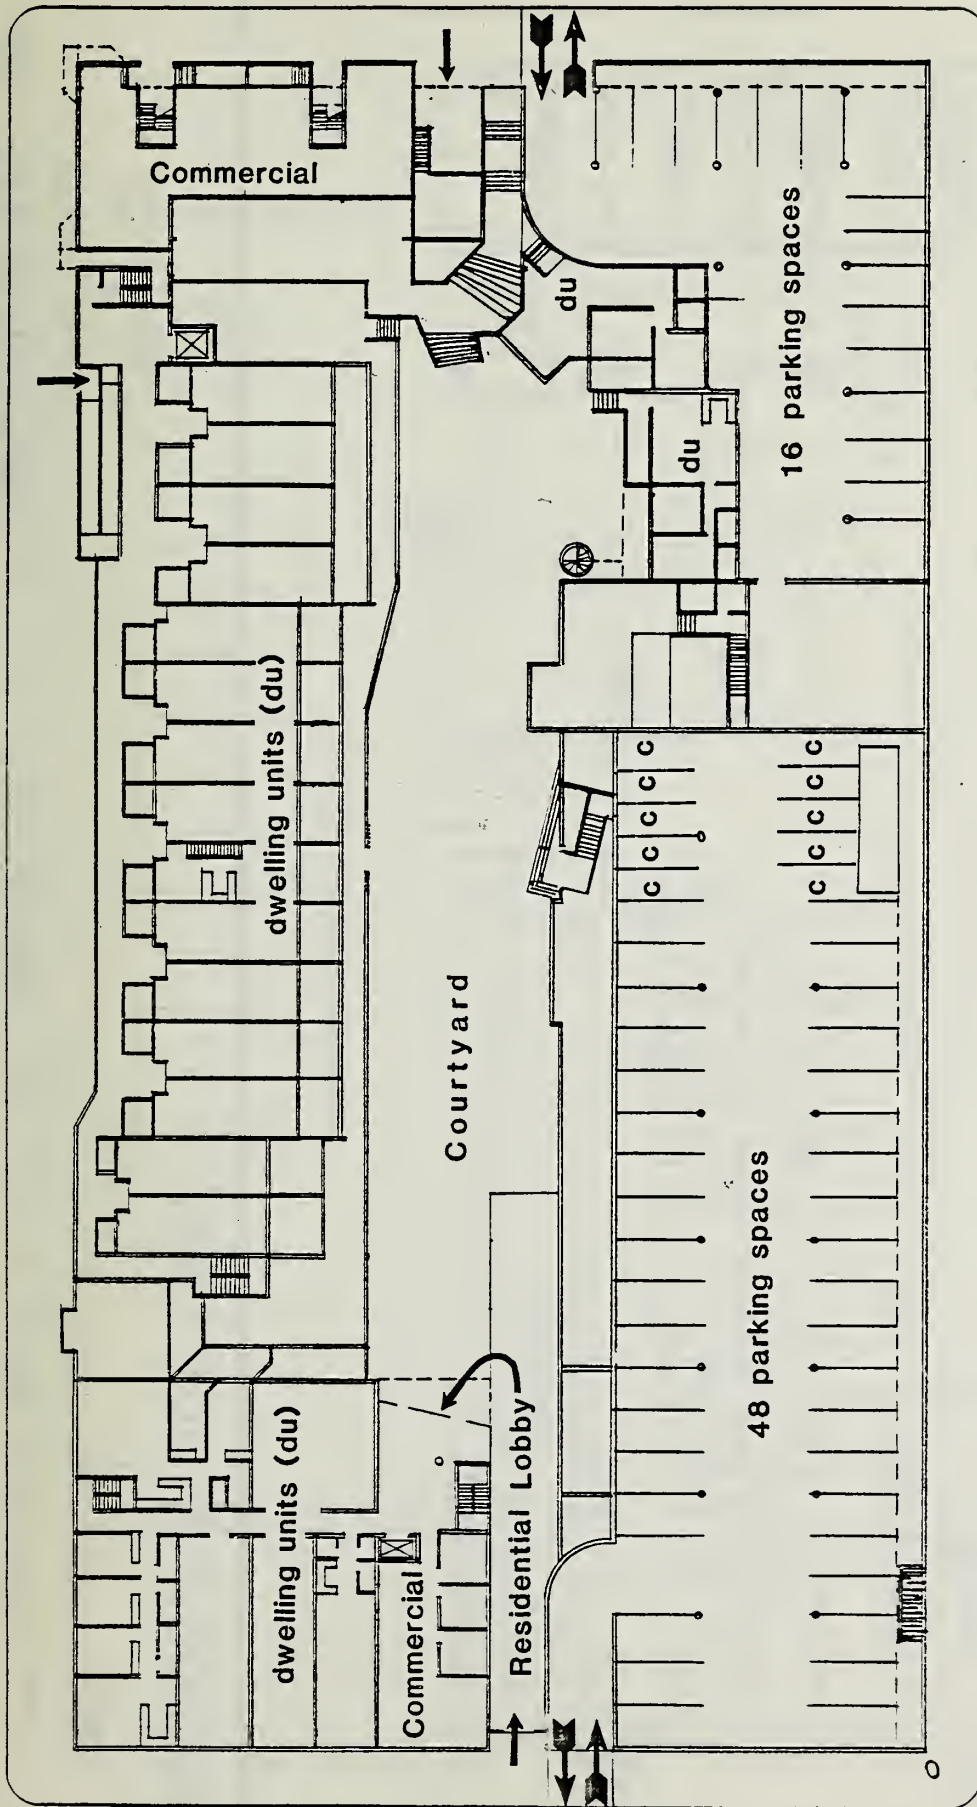 Commercial
du
du
16 parking spaces
dwelling units (du)
C
C
C
C
C
C
C
C
C
C
Courtyard
48 parking spaces
dwelling units (du)
Commercial
Residential Lobby